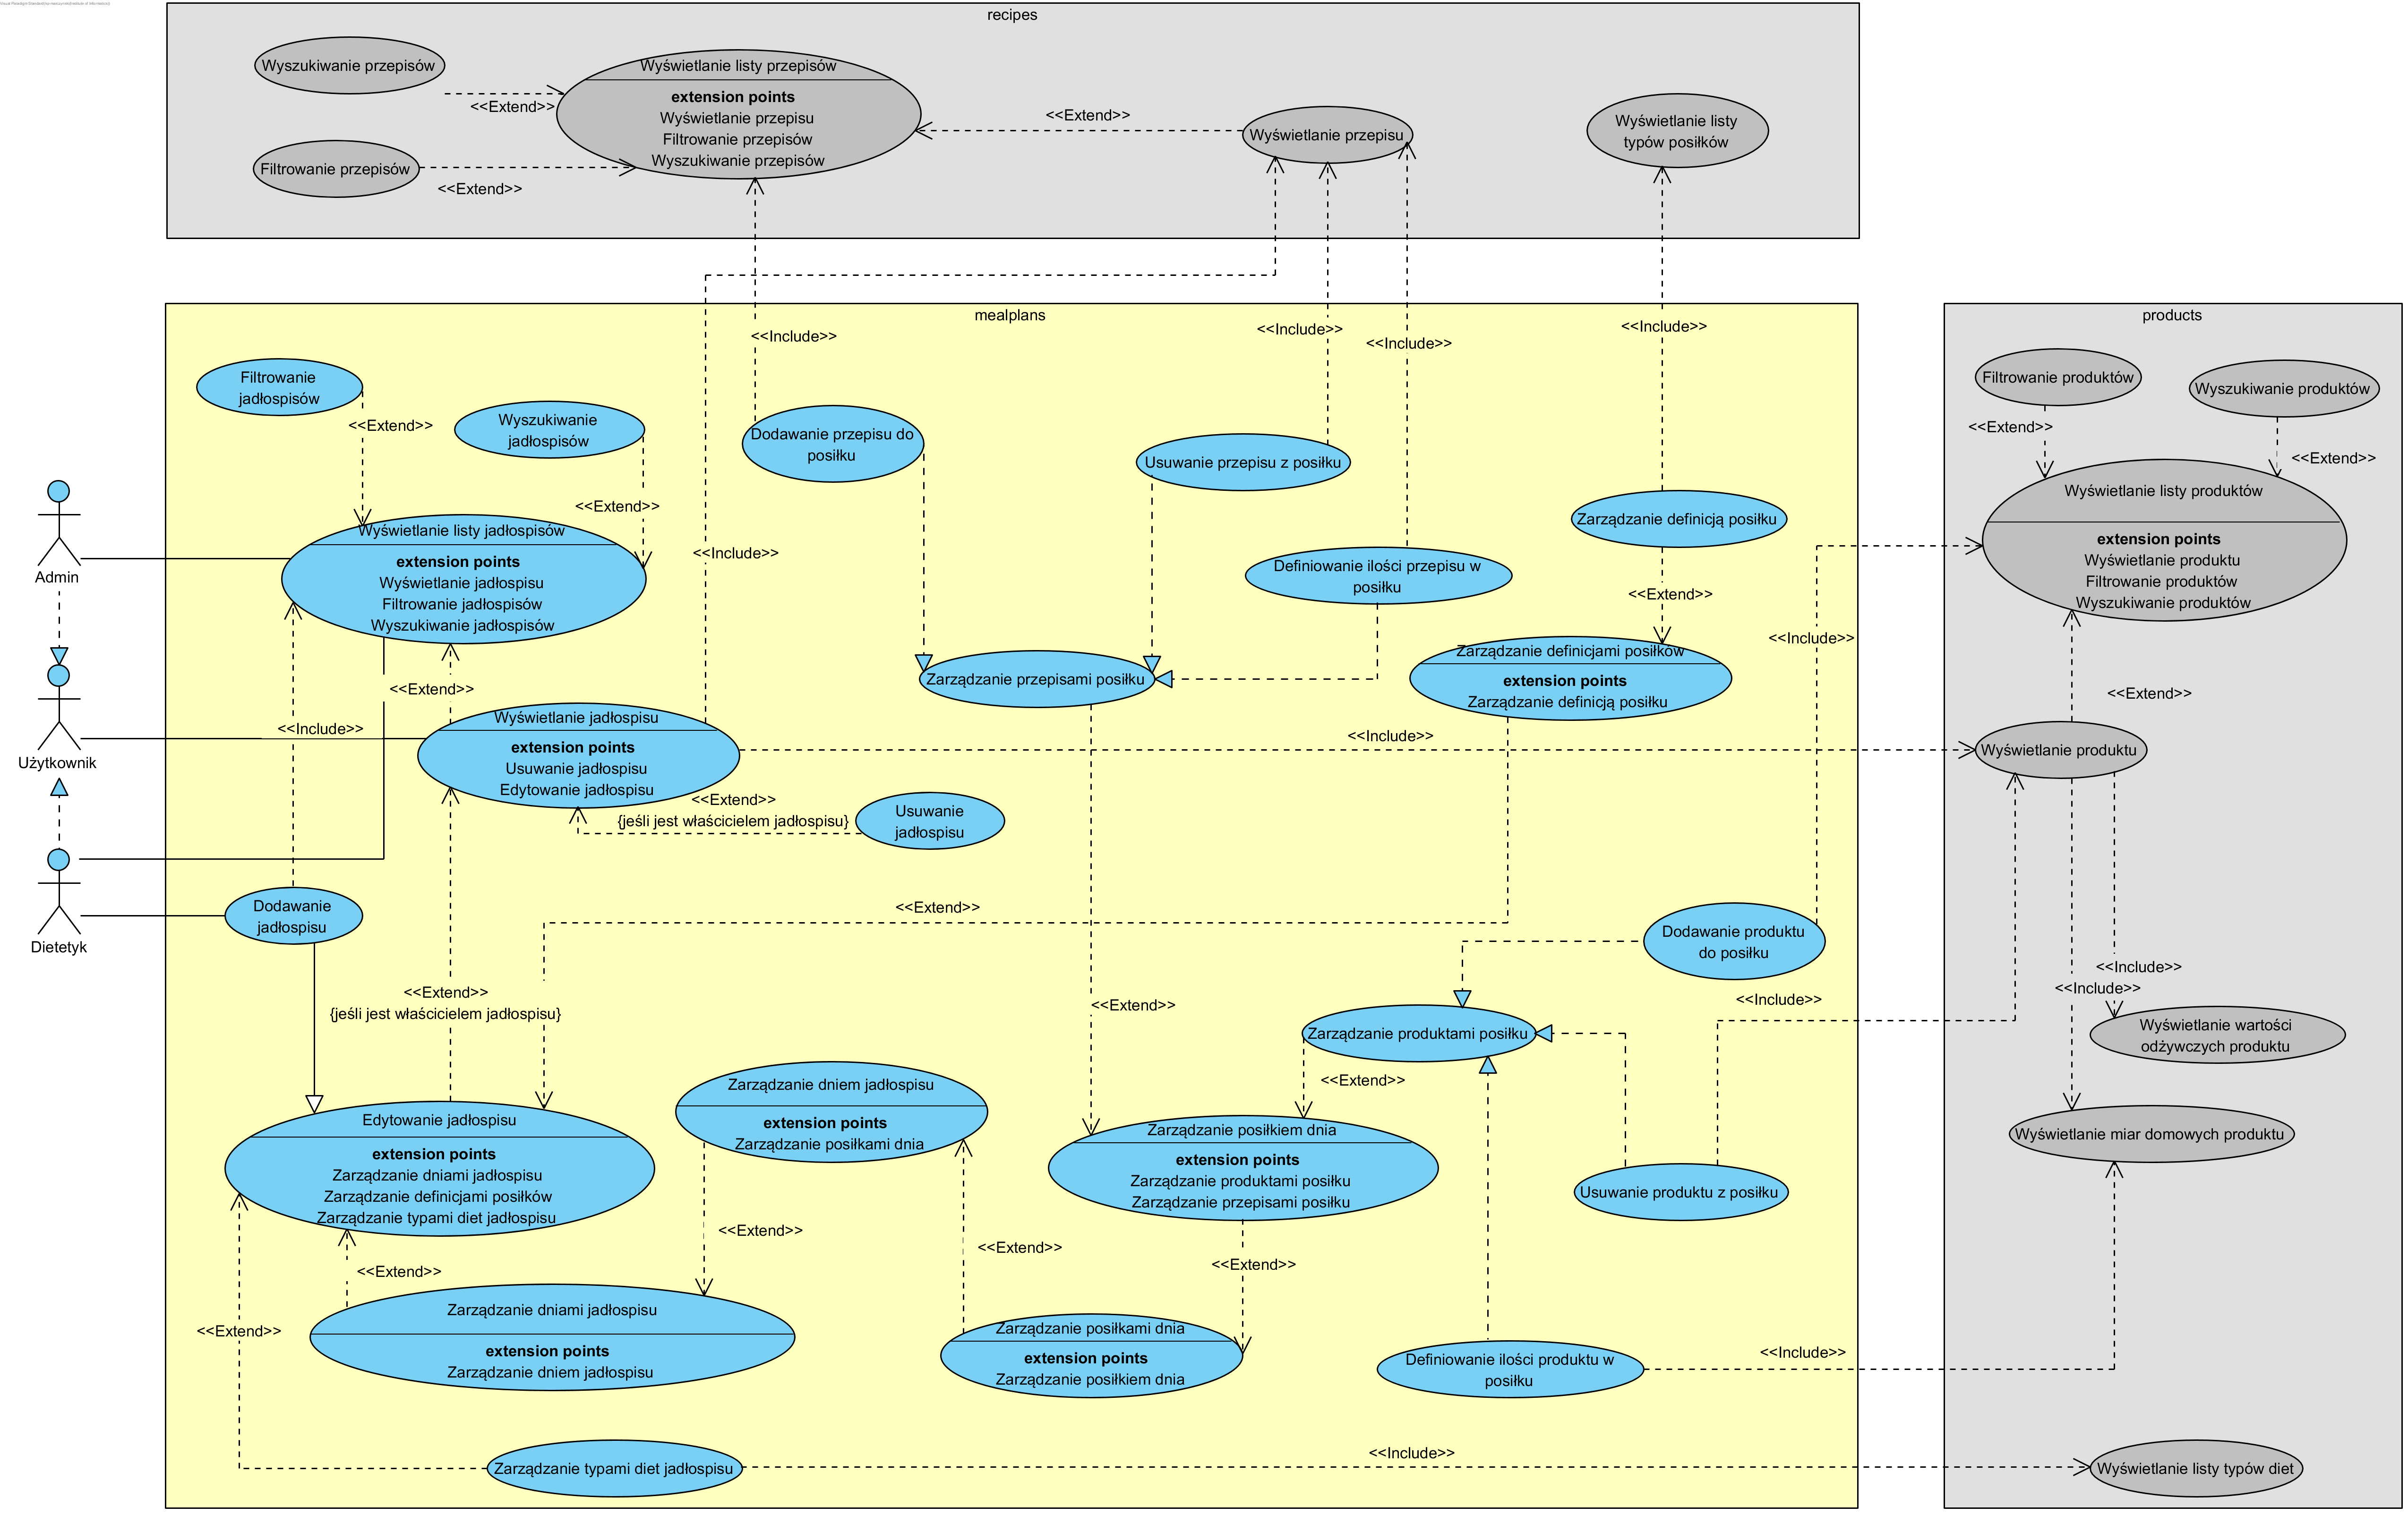 recipes
Wyszukiwanie przepisów
<<Extend>>
Filtrowanie przepisów
<<Extend>>
Wyświetlanie listy przepisów
extension points
Wyświetlanie przepisu
Filtrowanie przepisów
Wyszukiwanie przepisów
<<Extend>>
Wyświetlanie przepisu
Wyświetlanie listy
typów posiłków
mealplans
<<Include>>
<<Include>>
<<Include>>
<<Include>>
Filtrowanie
jadłospisów
<<Extend>>
Wyszukiwanie
jadłospisów
<<Extend>>
Dodawanie przepisu do
posiłku
Usuwanie przepisu z posiłku
Zarządzanie definicją posiłku
Definiowanie ilości przepisu w
posiłku
<<Include>>
<<Extend>>
Admin
Użytkownik
Dietetyk
Wyświetlanie listy jadłospisów
extension points
Wyświetlanie jadłospisu
Filtrowanie jadłospisów
Wyszukiwanie jadłospisów
<<Extend>>
<<Include>>
Zarządzanie przepisami posiłku
Zarządzanie definicjami posiłków
extension points
Zarządzanie definicją posiłku
Wyświetlanie jadłospisu
extension points
Usuwanie jadłospisu
Edytowanie jadłospisu
<<Include>>
<<Extend>>
{jeśli jest właścicielem jadłospisu}
Usuwanie
jadłospisu
Dodawanie
jadłospisu
<<Extend>>
<<Extend>>
{jeśli jest właścicielem jadłospisu}
<<Extend>>
Dodawanie produktu
do posiłku
<<Include>>
<<Include>>
Zarządzanie produktami posiłku
<<Extend>>
Edytowanie jadłospisu
extension points
Zarządzanie dniami jadłospisu
Zarządzanie definicjami posiłków
Zarządzanie typami diet jadłospisu
Zarządzanie dniem jadłospisu
extension points
Zarządzanie posiłkami dnia
Zarządzanie posiłkiem dnia
extension points
Zarządzanie produktami posiłku
Zarządzanie przepisami posiłku
Usuwanie produktu z posiłku
<<Extend>>
<<Extend>>
<<Extend>>
<<Extend>>
<<Extend>>
Zarządzanie dniami jadłospisu
extension points
Zarządzanie dniem jadłospisu
Zarządzanie posiłkami dnia
extension points
Zarządzanie posiłkiem dnia
Definiowanie ilości produktu w
posiłku
<<Include>>
Zarządzanie typami diet jadłospisu
<<Include>>
products
Filtrowanie produktów
Wyszukiwanie produktów
<<Extend>>
<<Extend>>
Wyświetlanie listy produktów
extension points
Wyświetlanie produktu
Filtrowanie produktów
Wyszukiwanie produktów
<<Extend>>
Wyświetlanie produktu
<<Include>>
<<Include>>
Wyświetlanie wartości
odżywczych produktu
Wyświetlanie miar domowych produktu
Wyświetlanie listy typów diet